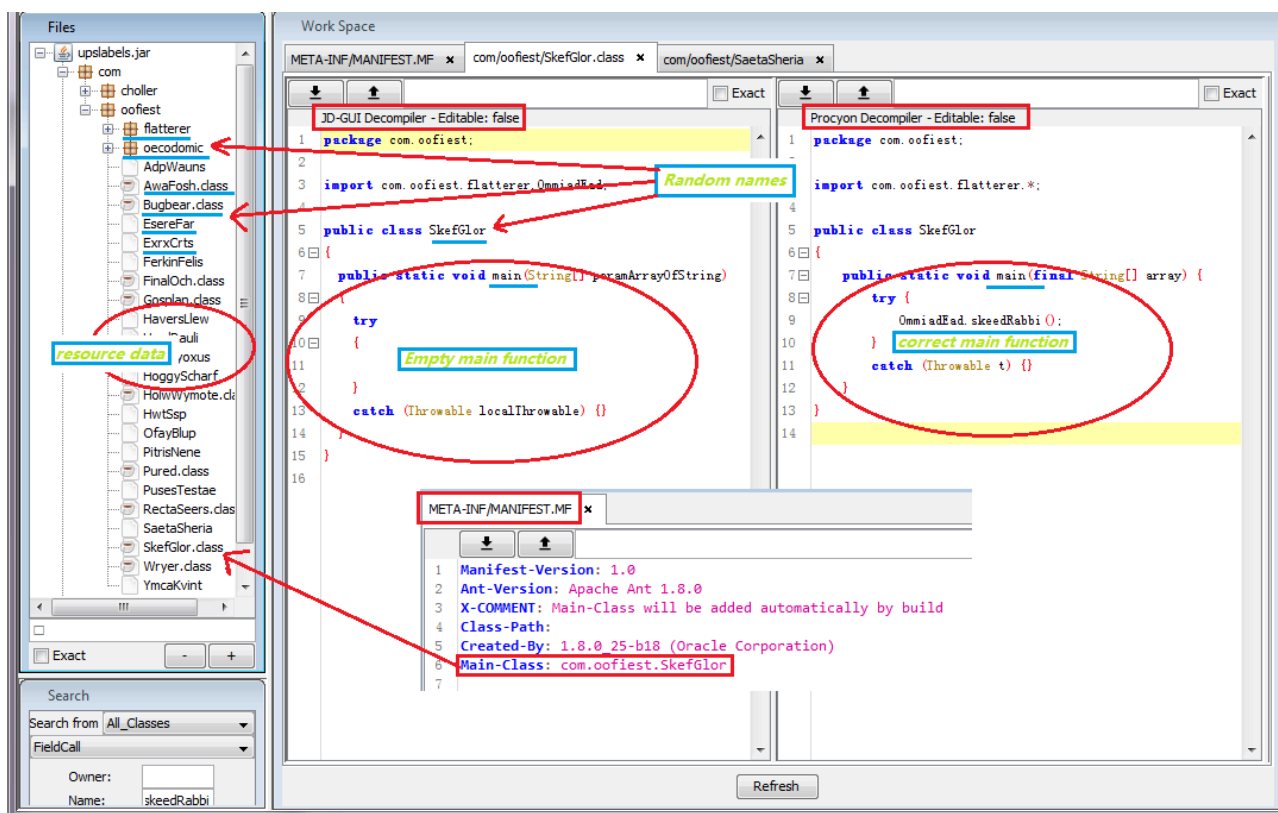 Files
upslabels.jar
com
choller
oofiest
flatterer
oecodomic
AdpWauns
AwaFosh.class
Bugbear.class
EsereFar
ExrxCrts
FerkinFelis
FinalOch.class
Gosplan.class
HaversLlew
resource data
HoggyScharf
HolwWymote.cla
HwtSsp
OfayBlup
PitrisNene
Pured.class
PusesTestae
RectaSeers.clas
SaetaSheria
SkefGlor.class
Wryer.class
YmcaKvint
Exact
- +
Search
Search from All_Classes
FieldCall
Owner:
Name: skeedRabbi
Work Space
META-INF/MANIFEST.MF × com/oofiest/SkefGlor.class × com/oofiest/SaetaSheria ×
Exact
JD-GUI Decompiler - Editable: false
1 package com.oofiest;
2
3 import com.oofiest.flatterer.OmmiadEad;
Random names
4
5 public class SkefGlor
6 {
7 public static void main(String[] paramArrayOfString)
8 {
9 try
10 {
11 Empty main function
12 }
13 catch (Throwable localThrowable) {}
14 }
15 }
16
Exact
Procyon Decompiler - Editable: false
1 package com.oofiest;
import com.oofiest.flatterer.*;
4
5 public class SkefGlor
6 {
7 public static void main(final String[] array) {
8 try {
9 OmmiadEad.skeedRabbi();
10 } correct main function
11 catch (Throwable t) {}
12 }
13 }
14
META-INF/MANIFEST.MF ×
1 Manifest-Version: 1.0
2 Ant-Version: Apache Ant 1.8.0
3 X-COMMENT: Main-Class will be added automatically by build
4 Class-Path:
5 Created-By: 1.8.0_25-b18 (Oracle Corporation)
6 Main-Class: com.oofiest.SkefGlor
7
Refresh